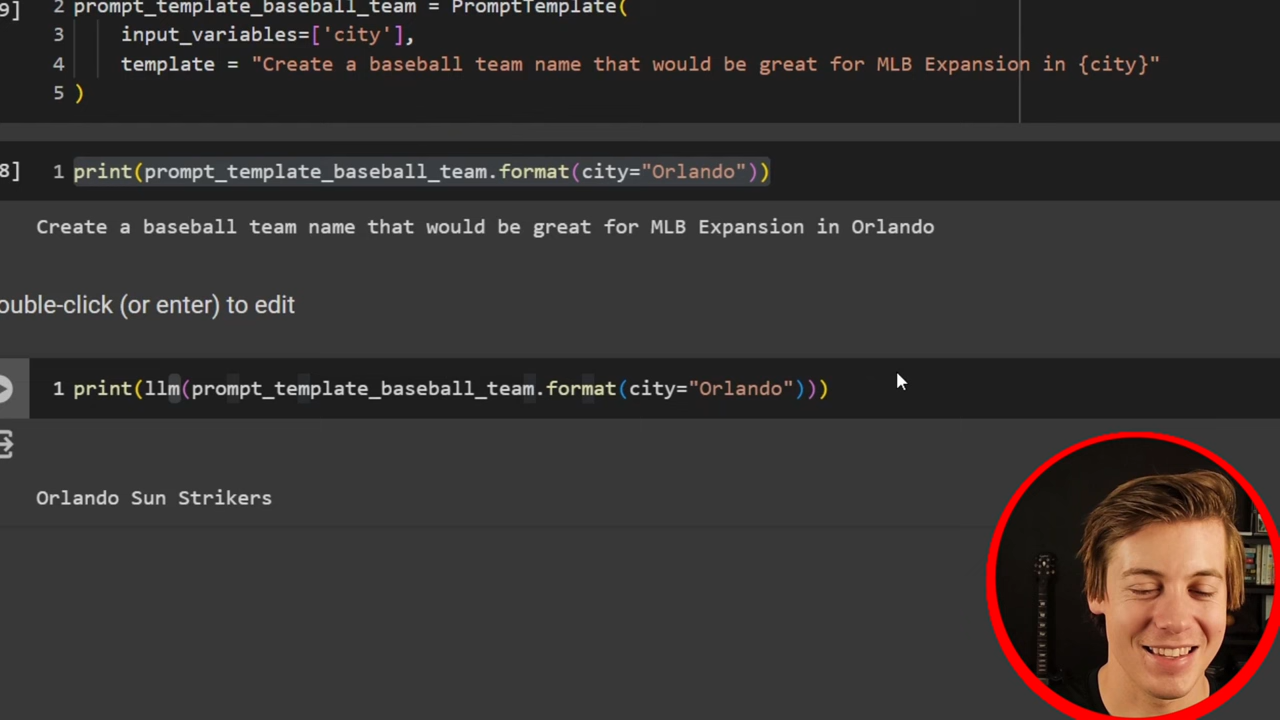 9] 2 prompt_template_baseball_team = PromptTemplate(
3 input_variables=['city'],
4 template = "Create a baseball team name that would be great for MLB Expansion in {city}"
5 )
8] 1 print(prompt_template_baseball_team.format(city="Orlando"))
Create a baseball team name that would be great for MLB Expansion in Orlando
ouble-click (or enter) to edit
1 print(llm(prompt_template_baseball_team.format(city="Orlando")))
Orlando Sun Strikers